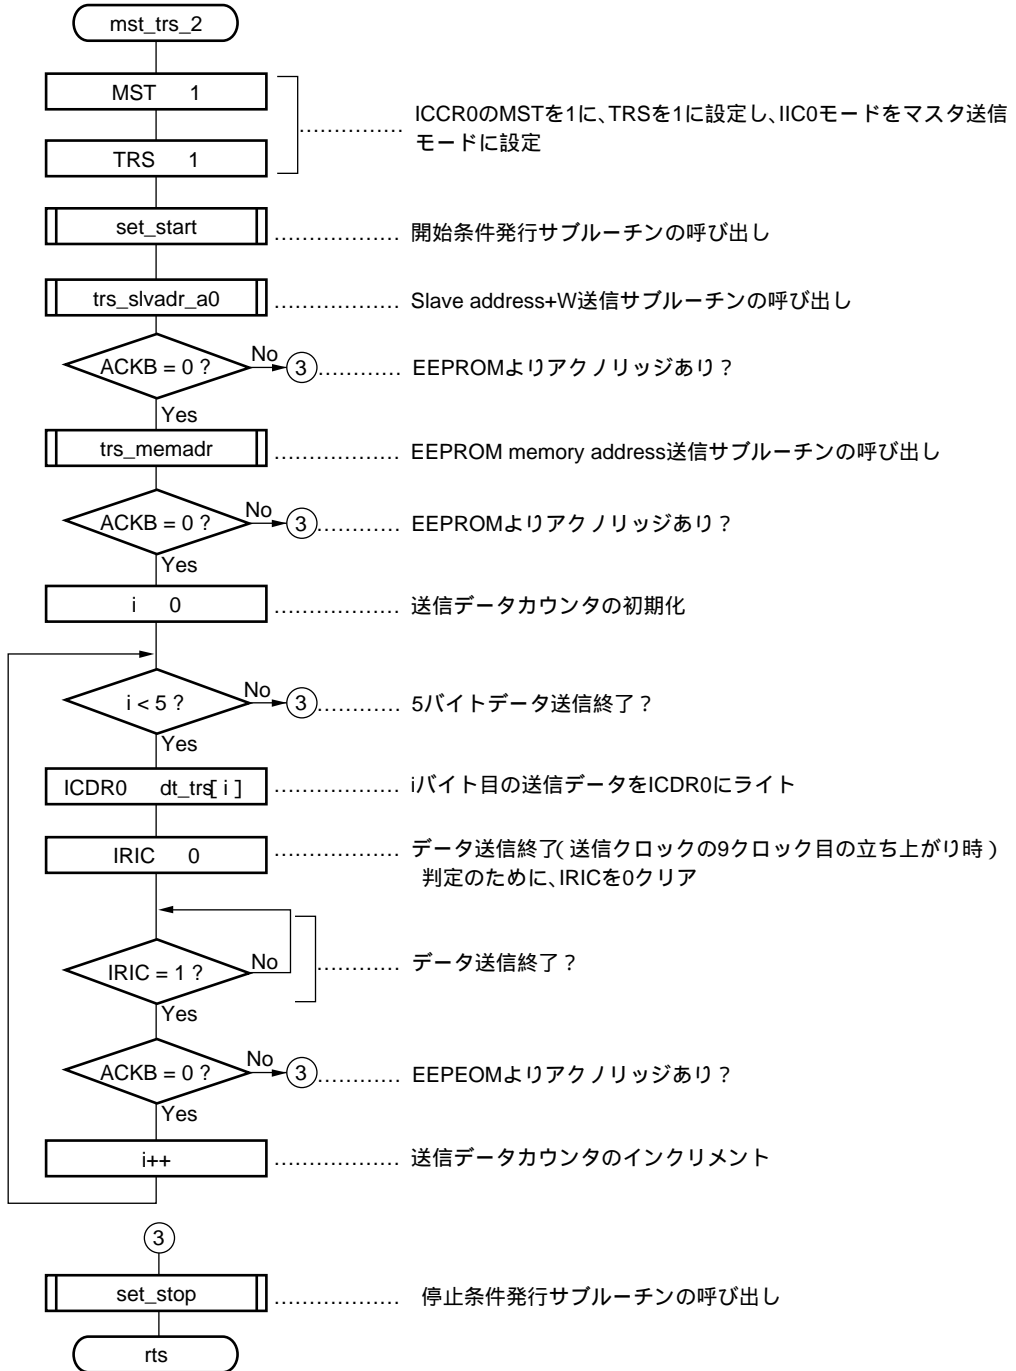 mst_trs_2
MST 1
TRS 1
ICCR0のMSTを1に、TRSを1に設定し、IIC0モードをマスタ送信
モードに設定
set_start
開始条件発行サブルーチンの呼び出し
trs_slvadr_a0
Slave address+W送信サブルーチンの呼び出し
ACKB = 0 ?
No
3
EEPROMよりアクノリッジあり？
Yes
trs_memadr
EEPROM memory address送信サブルーチンの呼び出し
ACKB = 0 ?
No
3
EEPROMよりアクノリッジあり？
Yes
i 0
送信データカウンタの初期化
i < 5 ?
No
3
5バイトデータ送信終了？
Yes
ICDR0 dt_trs[ i ]
iバイト目の送信データをICDR0にライト
IRIC 0
データ送信終了(送信クロックの9クロック目の立ち上がり時)
判定のために、IRICを0クリア
IRIC = 1 ?
No
データ送信終了？
Yes
ACKB = 0 ?
No
3
EEPEOMよりアクノリッジあり？
Yes
i++
送信データカウンタのインクリメント
3
set_stop
停止条件発行サブルーチンの呼び出し
rts